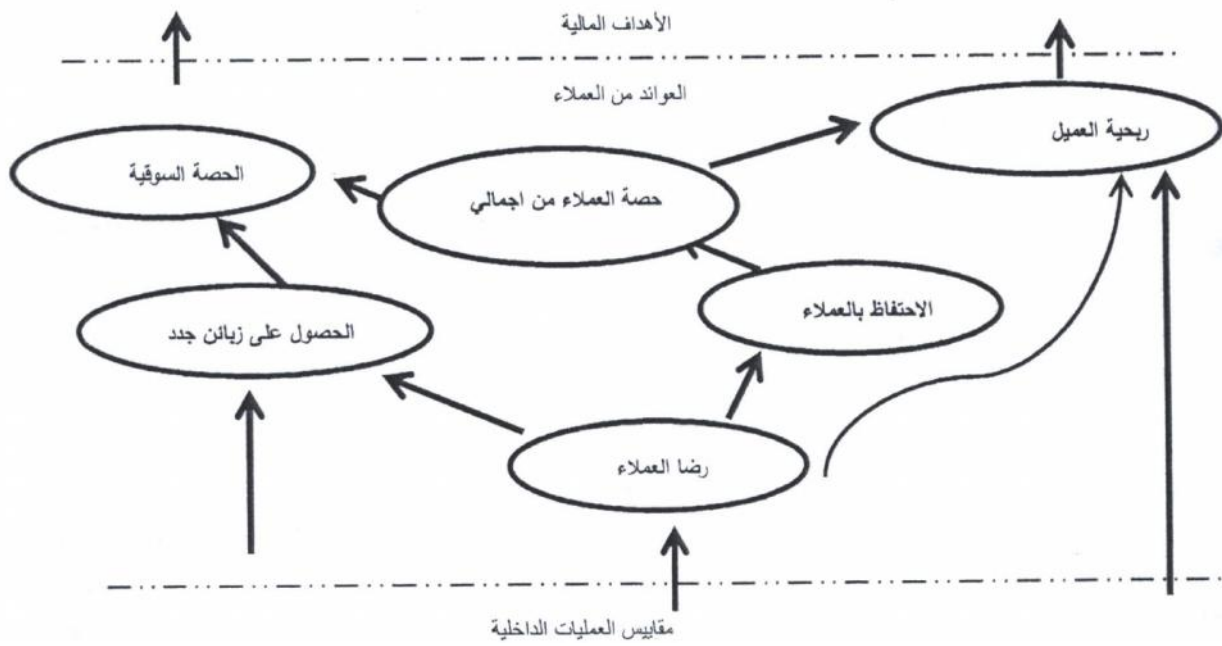 الأهداف المالية
العوائد من العملاء
ربحية العميل
حصة العملاء من اجمالي
الحصة السوقية
الاحتفاظ بالعملاء
الحصول على زبائن جدد
رضا العملاء
مقاييس العمليات الداخلية